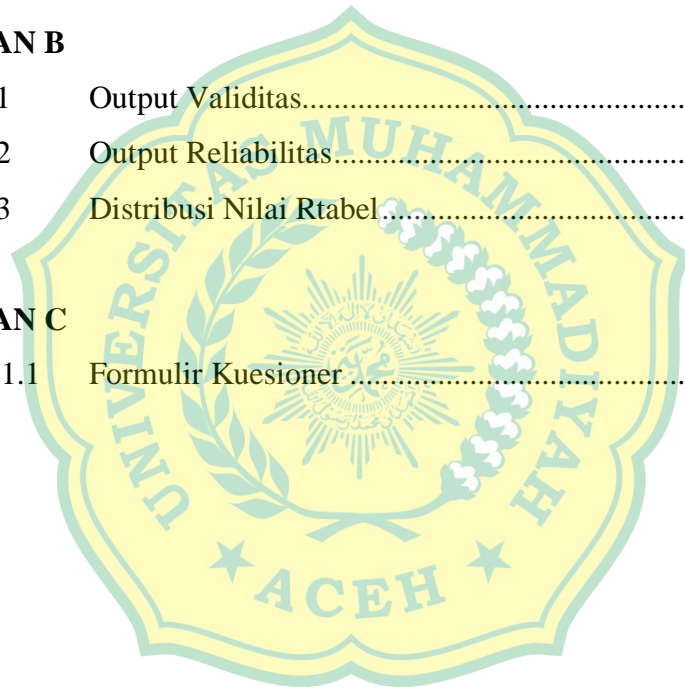 AN B
1 Output Validitas...............................................
2 Output Reliabilitas...........................................
3 Distribusi Nilai Rtabel.....................................
AN C
1.1 Formulir Kuesioner .........................................
UNIVERSITAS MUHAMMADIYAH
ACEH